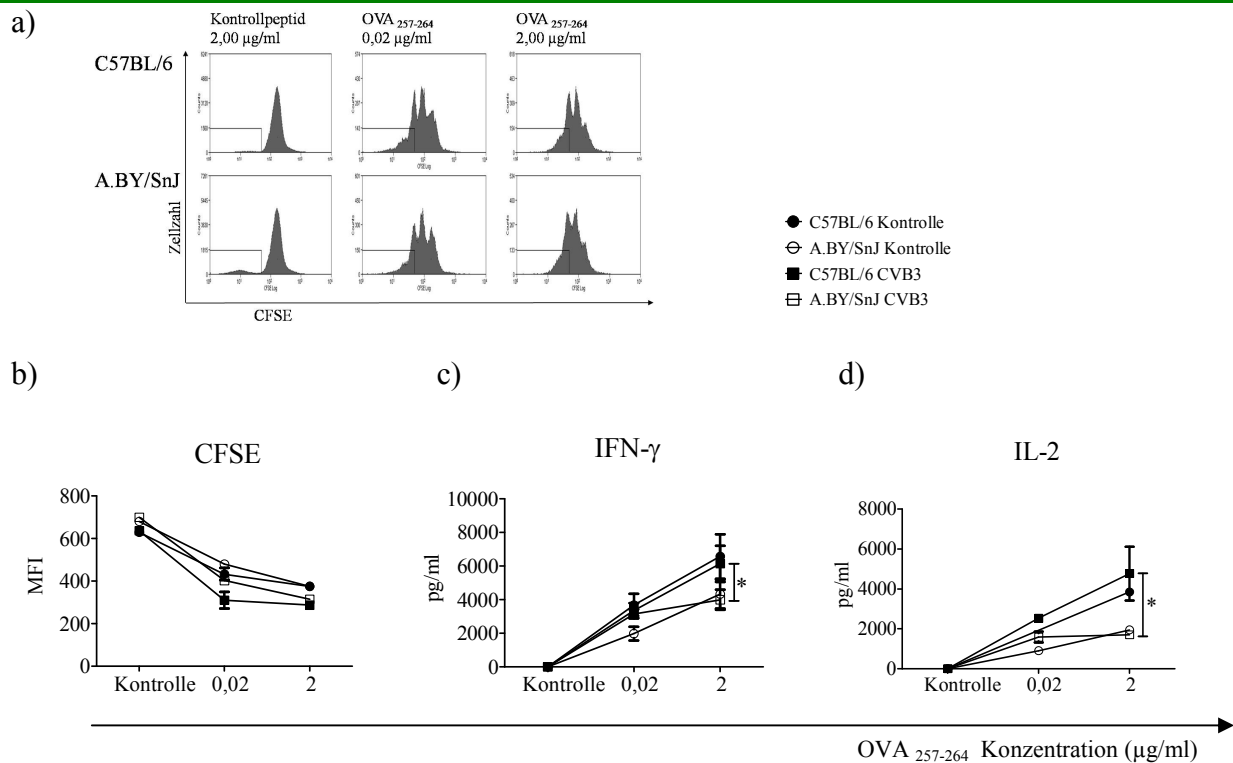 a)
Kontrollpeptid
2,00 µg/ml
OVA 257-264
0,02 µg/ml
OVA 257-264
2,00 µg/ml
C57BL/6
A.BY/SnJ
Zellzahl
CFSE
C57BL/6 Kontrolle
A.BY/SnJ Kontrolle
C57BL/6 CVB3
A.BY/SnJ CVB3
b)
c)
d)
CFSE
MFI
800
600
400
200
0
Kontrolle 0,02 2
IFN-γ
pg/ml
10000
8000
6000
4000
2000
0
*
Kontrolle 0,02 2
IL-2
pg/ml
8000
6000
4000
2000
0
*
Kontrolle 0,02 2
OVA 257-264 Konzentration (µg/ml)